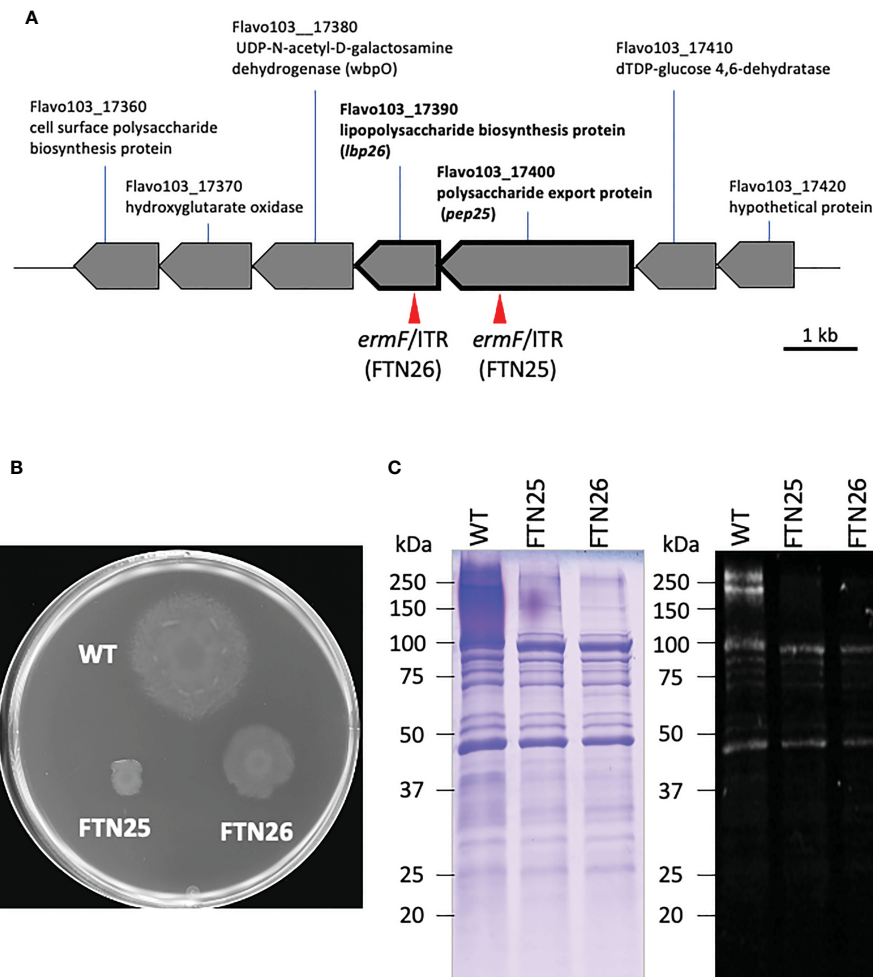 A
Flavo103__17380
UDP-N-acetyl-D-galactosamine
dehydrogenase (wbpO)
Flavo103_17410
dTDP-glucose 4,6-dehydratase
Flavo103_17360
cell surface polysaccharide
biosynthesis protein
Flavo103_17390
lipopolysaccharide biosynthesis protein
(lbp26)
Flavo103_17400
polysaccharide export protein
(pep25)
Flavo103_17370
hydroxyglutarate oxidase
Flavo103_17420
hypothetical protein
ermF/ITR
(FTN26)
ermF/ITR
(FTN25)
1 kb
B
WT
FTN25
FTN26
C
kDa
WT
FTN25
FTN26
250
150
100
75
50
37
25
20
kDa
WT
FTN25
FTN26
250
150
100
75
50
37
25
20